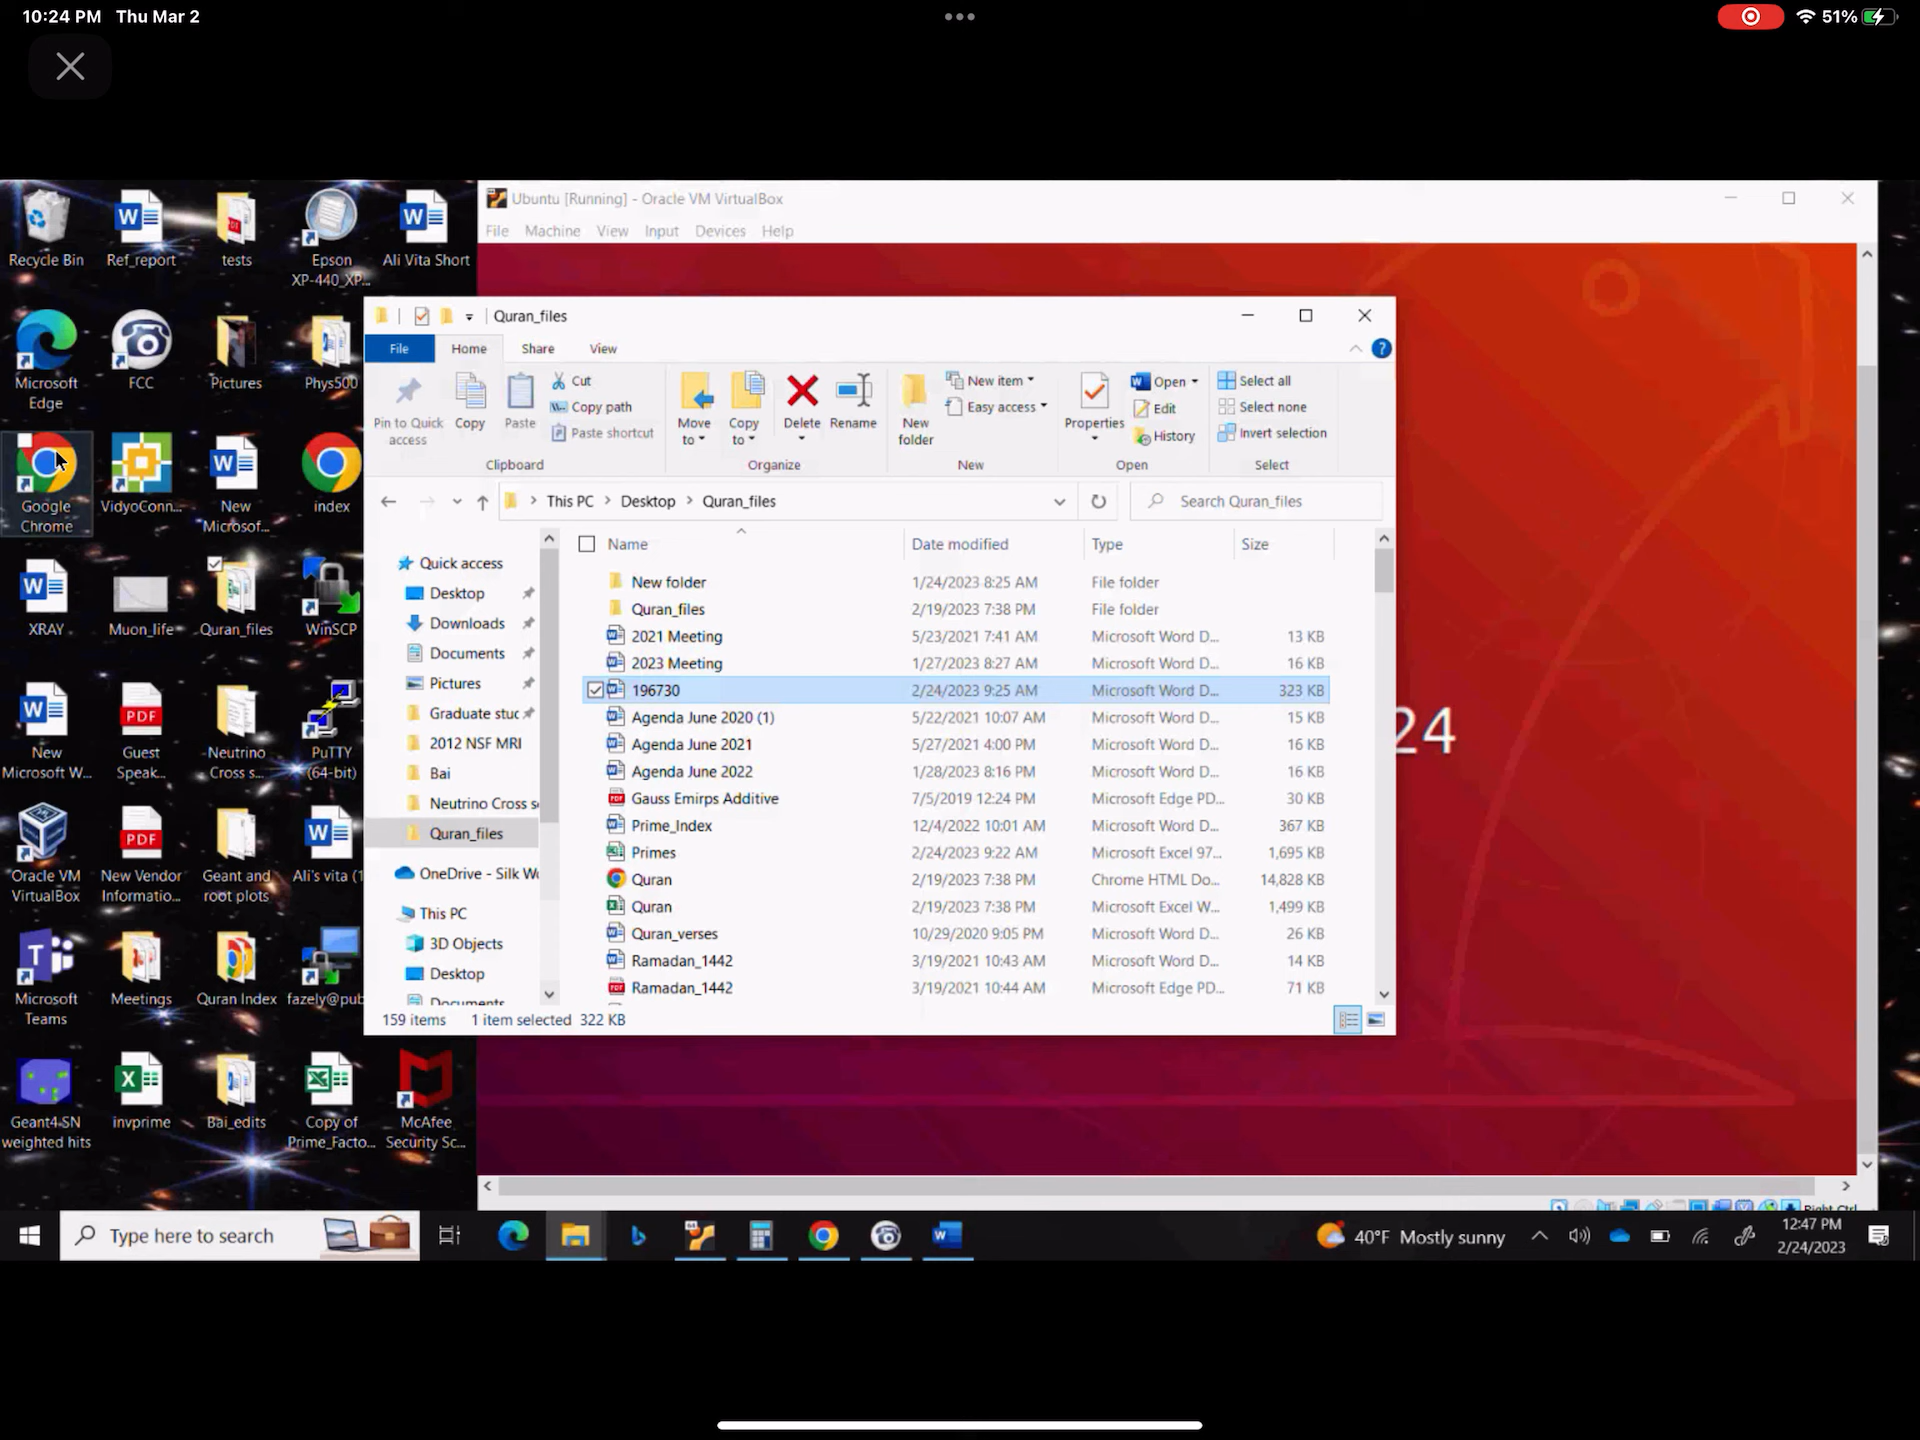 10:24 PM Thu Mar 2
51%
Recycle Bin
Ref_report
tests
Epson
XP-440_XP...
Ali Vita Short
Microsoft
Edge
FCC
Pictures
Phys500
Google
Chrome
VidyoConn...
New
Microsof...
index
XRAY
Muon_life
Quran_files
WinSCP
New
Microsoft W...
Guest
Speak...
Neutrino
Cross s...
PuTTY
(64-bit)
Oracle VM
VirtualBox
New Vendor
Informatio...
Geant and
root plots
Ali's vita (1
Microsoft
Teams
Meetings
Quran Index
fazely@pub
Geant4.SN
weighted hits
invprime
Bai_edits
Copy of
Prime_Facto...
McAfee
Security Sc...
Ubuntu [Running] - Oracle VM VirtualBox
File Machine View Input Devices Help
24
Right Ctrl
Quran_files
File Home Share View
Pin to Quick
access
Copy
Paste
Cut
Copy path
Paste shortcut
Clipboard
Move
to
Copy
to
Delete
Rename
Organize
New
folder
New item
Easy access
New
Properties
Open
Edit
History
Open
Select all
Select none
Invert selection
Select
This PC > Desktop > Quran_files
Search Quran_files
Quick access
Desktop
Downloads
Documents
Pictures
Graduate stuc
2012 NSF MRI
Bai
Neutrino Cross s
Quran_files
OneDrive - Silk W
This PC
3D Objects
Desktop
Documents
Name Date modified Type Size
New folder 1/24/2023 8:25 AM File folder
Quran_files 2/19/2023 7:38 PM File folder
2021 Meeting 5/23/2021 7:41 AM Microsoft Word D... 13 KB
2023 Meeting 1/27/2023 8:27 AM Microsoft Word D... 16 KB
196730 2/24/2023 9:25 AM Microsoft Word D... 323 KB
Agenda June 2020 (1) 5/22/2021 10:07 AM Microsoft Word D... 15 KB
Agenda June 2021 5/27/2021 4:00 PM Microsoft Word D... 16 KB
Agenda June 2022 1/28/2023 8:16 PM Microsoft Word D... 16 KB
Gauss Emirps Additive 7/5/2019 12:24 PM Microsoft Edge PD... 30 KB
Prime_Index 12/4/2022 10:01 AM Microsoft Word D... 367 KB
Primes 2/24/2023 9:22 AM Microsoft Excel 97... 1,695 KB
Quran 2/19/2023 7:38 PM Chrome HTML Do... 14,828 KB
Quran 2/19/2023 7:38 PM Microsoft Excel W... 1,499 KB
Quran_verses 10/29/2020 9:05 PM Microsoft Word D... 26 KB
Ramadan_1442 3/19/2021 10:43 AM Microsoft Word D... 14 KB
Ramadan_1442 3/19/2021 10:44 AM Microsoft Edge PD... 71 KB
159 items 1 item selected 322 KB
Type here to search
40°F Mostly sunny
12:47 PM
2/24/2023